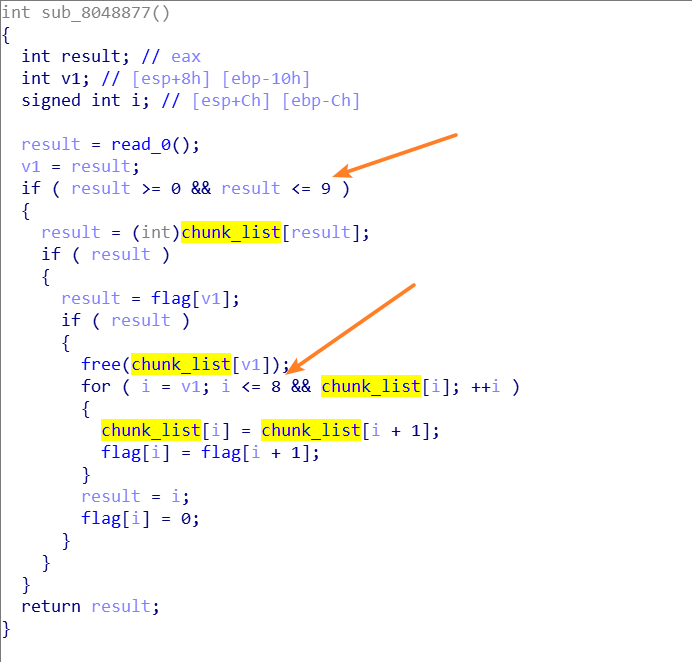 int sub_8048877()
{
  int result; // eax
  int v1; // [esp+8h] [ebp-10h]
  signed int i; // [esp+Ch] [ebp-Ch]

  result = read_0();
  v1 = result;
  if ( result >= 0 && result <= 9 )
  {
    result = (int)chunk_list[result];
    if ( result )
    {
      result = flag[v1];
      if ( result )
      {
        free(chunk_list[v1]);
        for ( i = v1; i <= 8 && chunk_list[i]; ++i )
        {
          chunk_list[i] = chunk_list[i + 1];
          flag[i] = flag[i + 1];
        }
        result = i;
        flag[i] = 0;
      }
    }
  }
  return result;
}